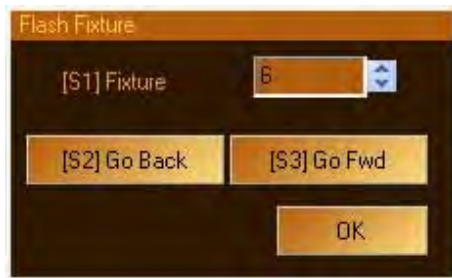 Flash Fixture
[S1] Fixture 6
[S2] Go Back [S3] Go Fwd
OK